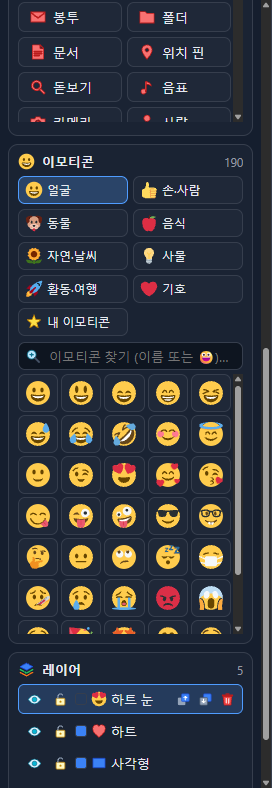 봉투 폴더
문서 위치 핀
돋보기 음표
이모티콘 190
얼굴 손·사람
동물 음식
자연·날씨 사물
활동·여행 기호
내 이모티콘
이모티콘 찾기 (이름 또는 😜)...
레이어 5
하트 눈
하트
사각형